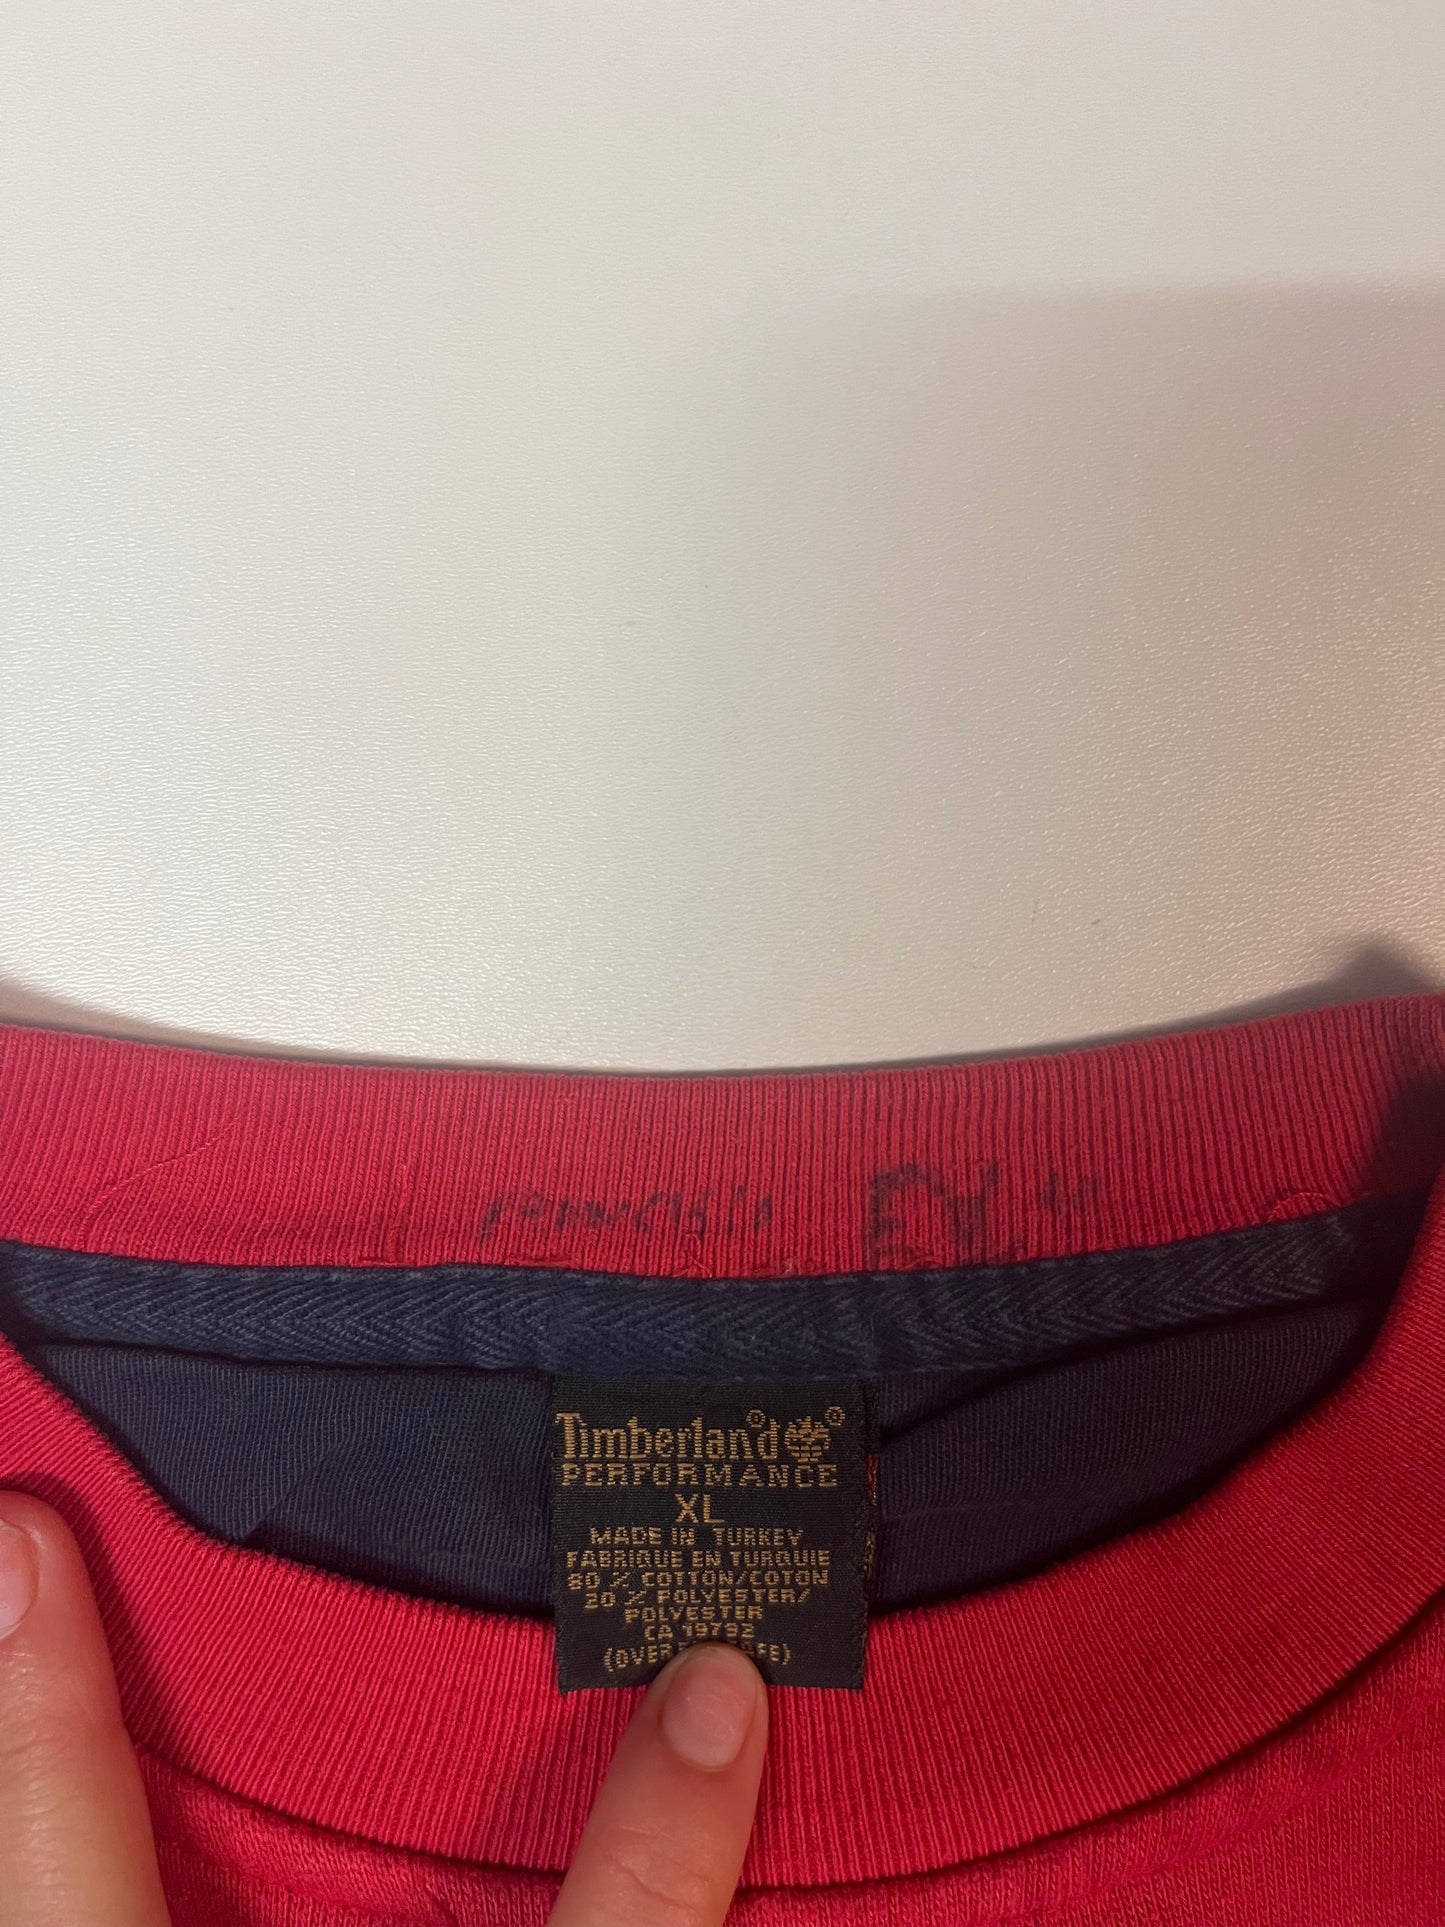 Timberland® ®
PERFORMANCE
XL
MADE IN TURKEY
FABRIQUE EN TURQUIE
80 % COTTON/COTON
20 % POLYESTER/
POLYESTER
CA 19792